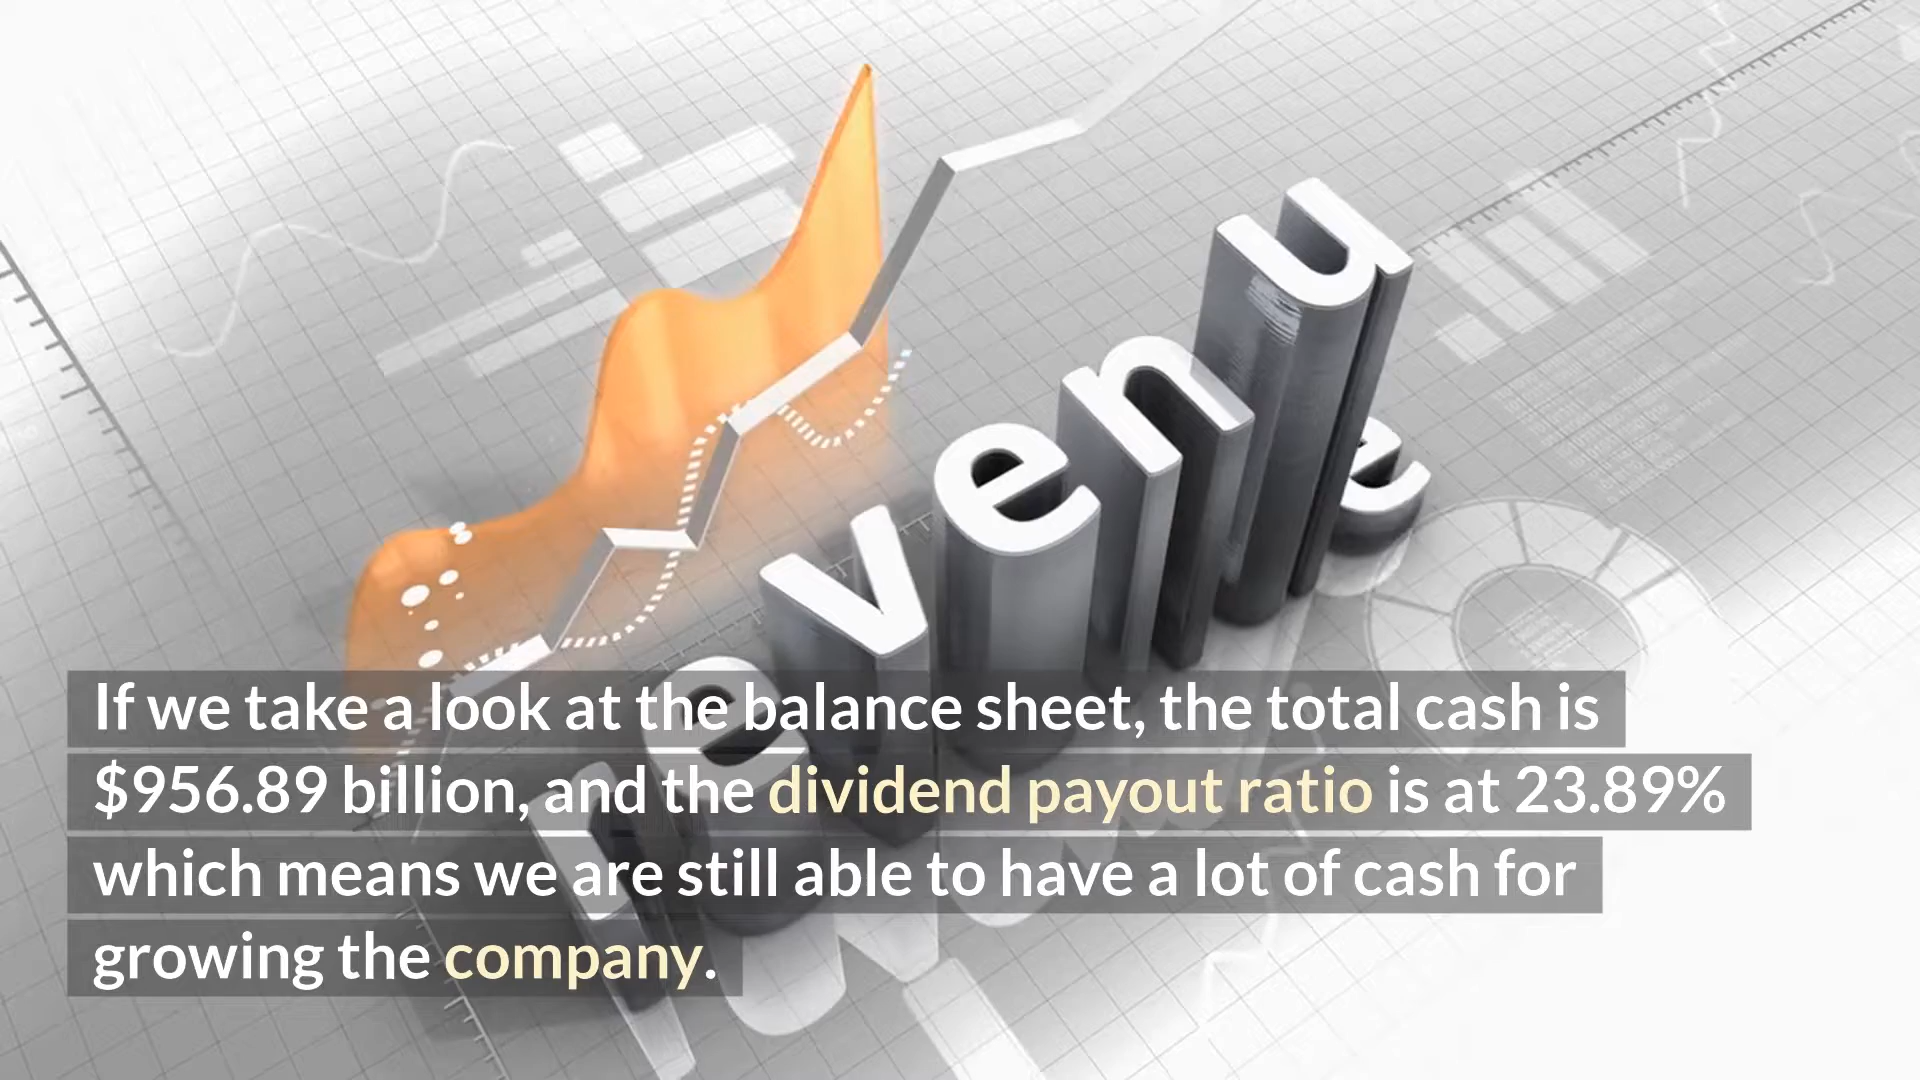 revenue
If we take a look at the balance sheet, the total cash is
$956.89 billion, and the dividend payout ratio is at 23.89%
which means we are still able to have a lot of cash for
growing the company.